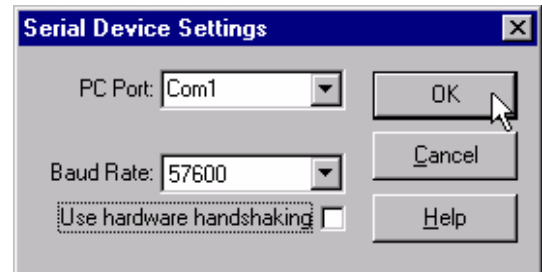 Serial Device Settings
PC Port: Com1
OK
Cancel
Baud Rate: 57600
Use hardware handshaking
Help